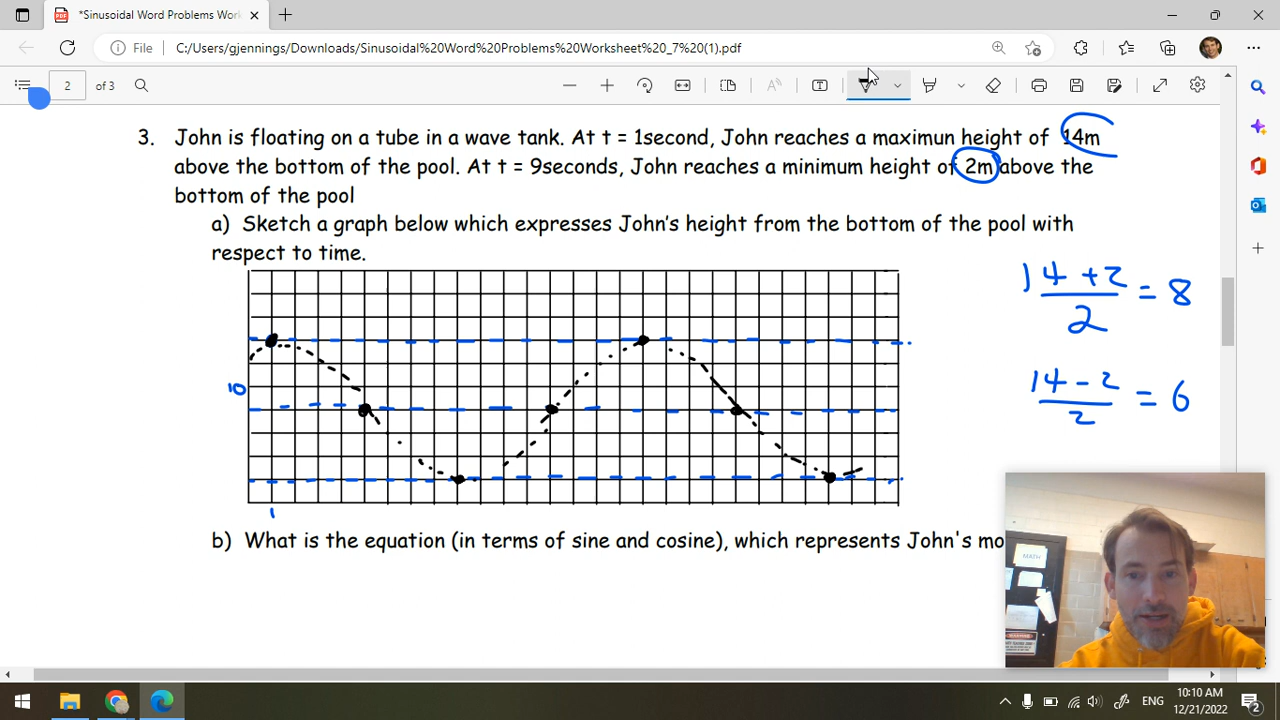 *Sinusoidal Word Problems Work
File C:/Users/gjennings/Downloads/Sinusoidal%20Word%20Problems%20Worksheet%20_7%20(1).pdf
2 of 3
3. John is floating on a tube in a wave tank. At t = 1second, John reaches a maximun height of 14m
above the bottom of the pool. At t = 9seconds, John reaches a minimum height of 2m above the
bottom of the pool
a) Sketch a graph below which expresses John's height from the bottom of the pool with
respect to time.
14 + 2
= 8
2
10
14 - 2
= 6
2
1
b) What is the equation (in terms of sine and cosine), which represents John's mo
MATH
ENG
10:10 AM
12/21/2022
2